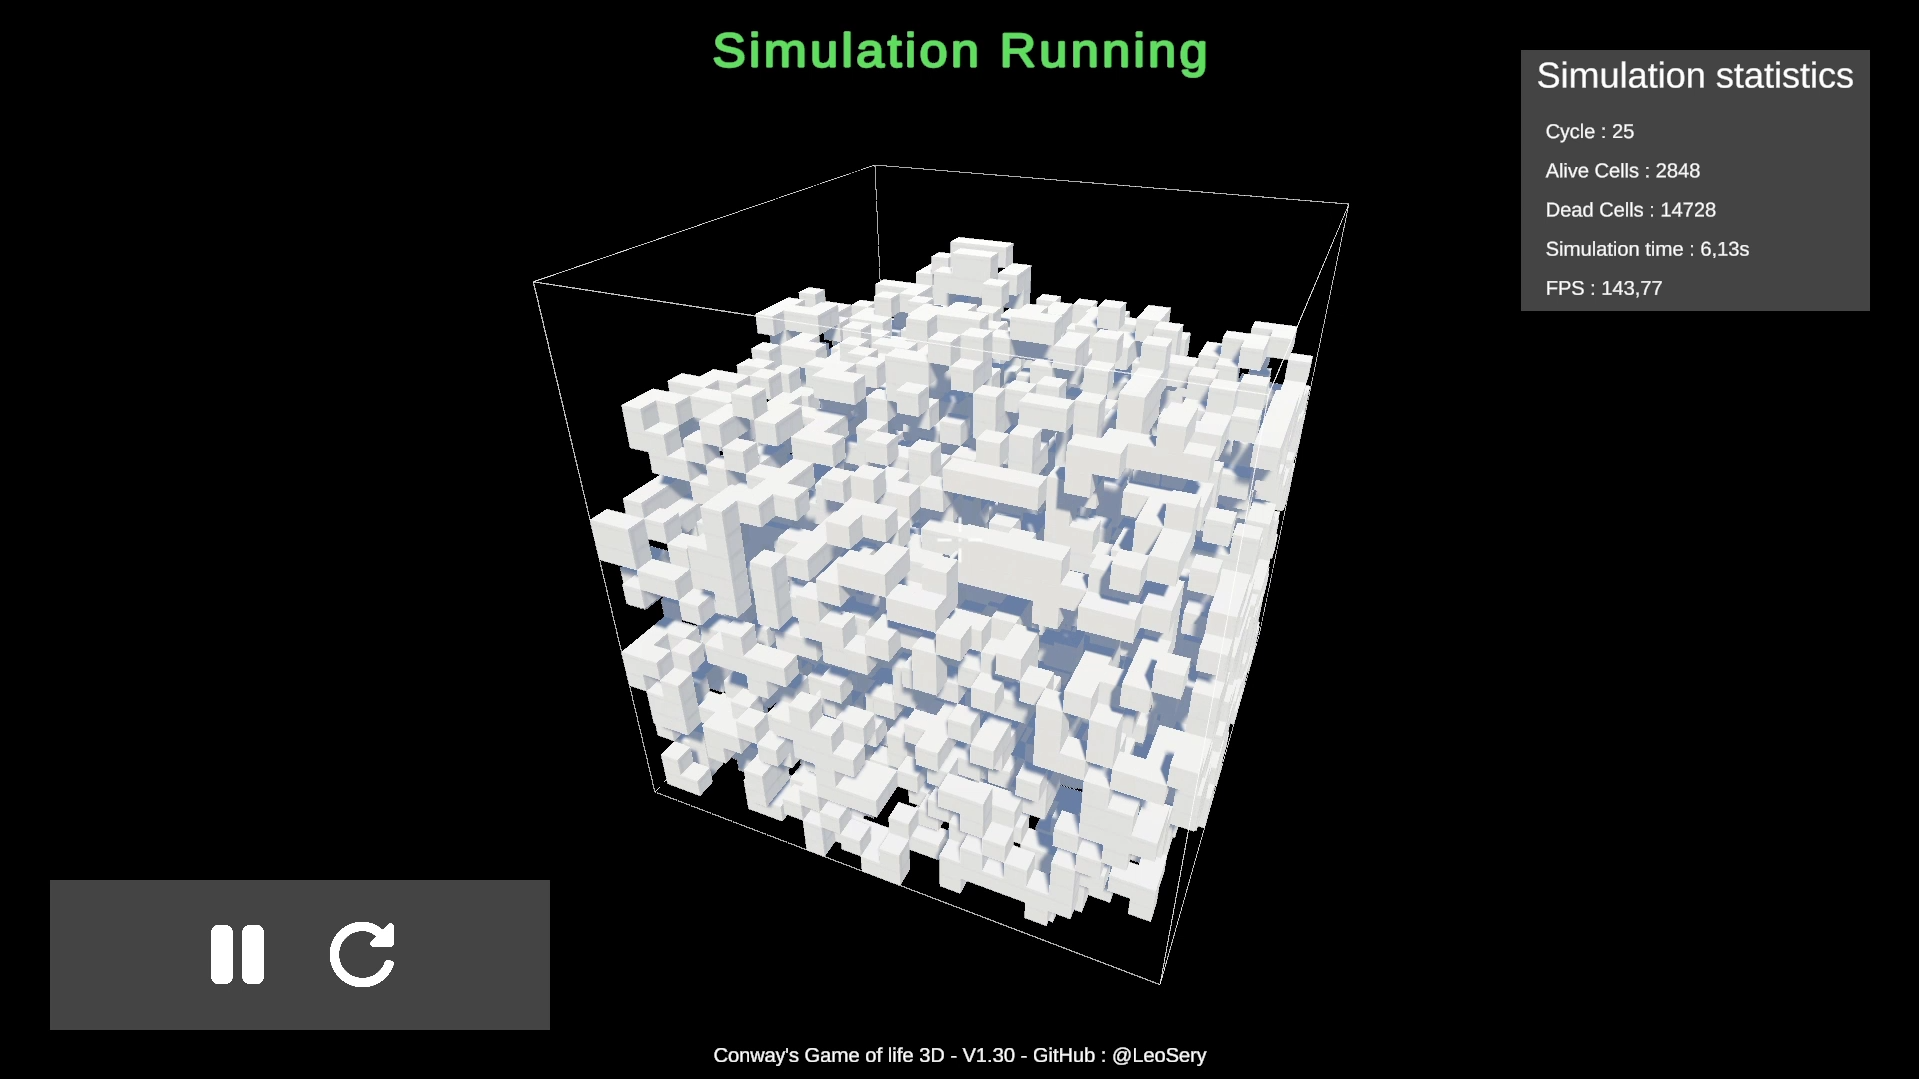 Simulation Running
Simulation statistics
Cycle : 25
Alive Cells : 2848
Dead Cells : 14728
Simulation time : 6,13s
FPS : 143,77
Conway's Game of life 3D - V1.30 - GitHub : @LeoSery